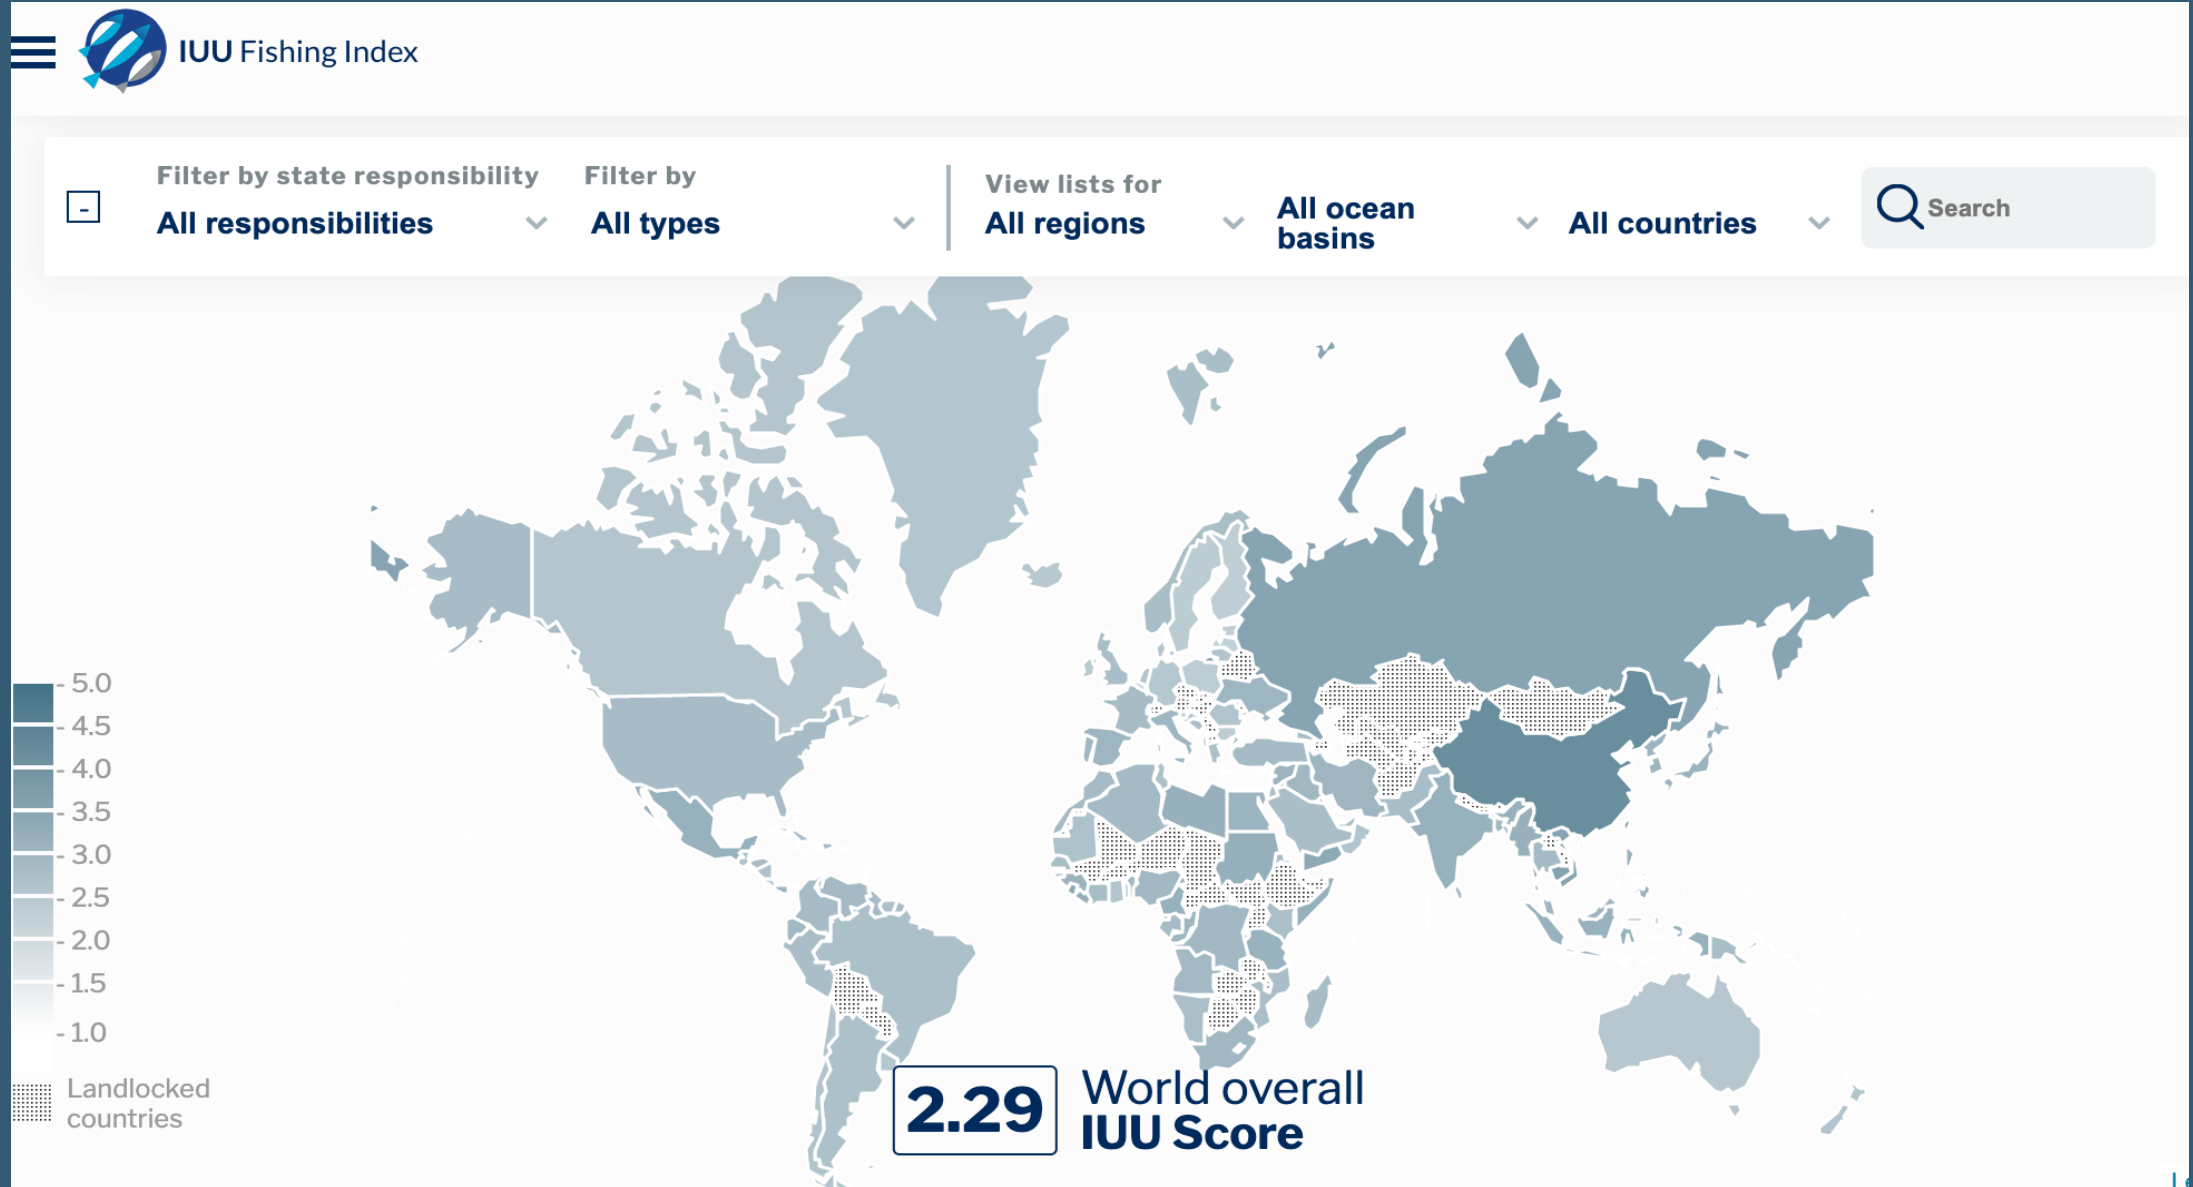 IUU Fishing Index
Filter by state responsibility
All responsibilities
Filter by
All types
View lists for
All regions
All ocean
basins
All countries
Search
-
- 5.0
- 4.5
- 4.0
- 3.5
- 3.0
- 2.5
- 2.0
- 1.5
- 1.0
Landlocked
countries
2.29
World overall
IUU Score